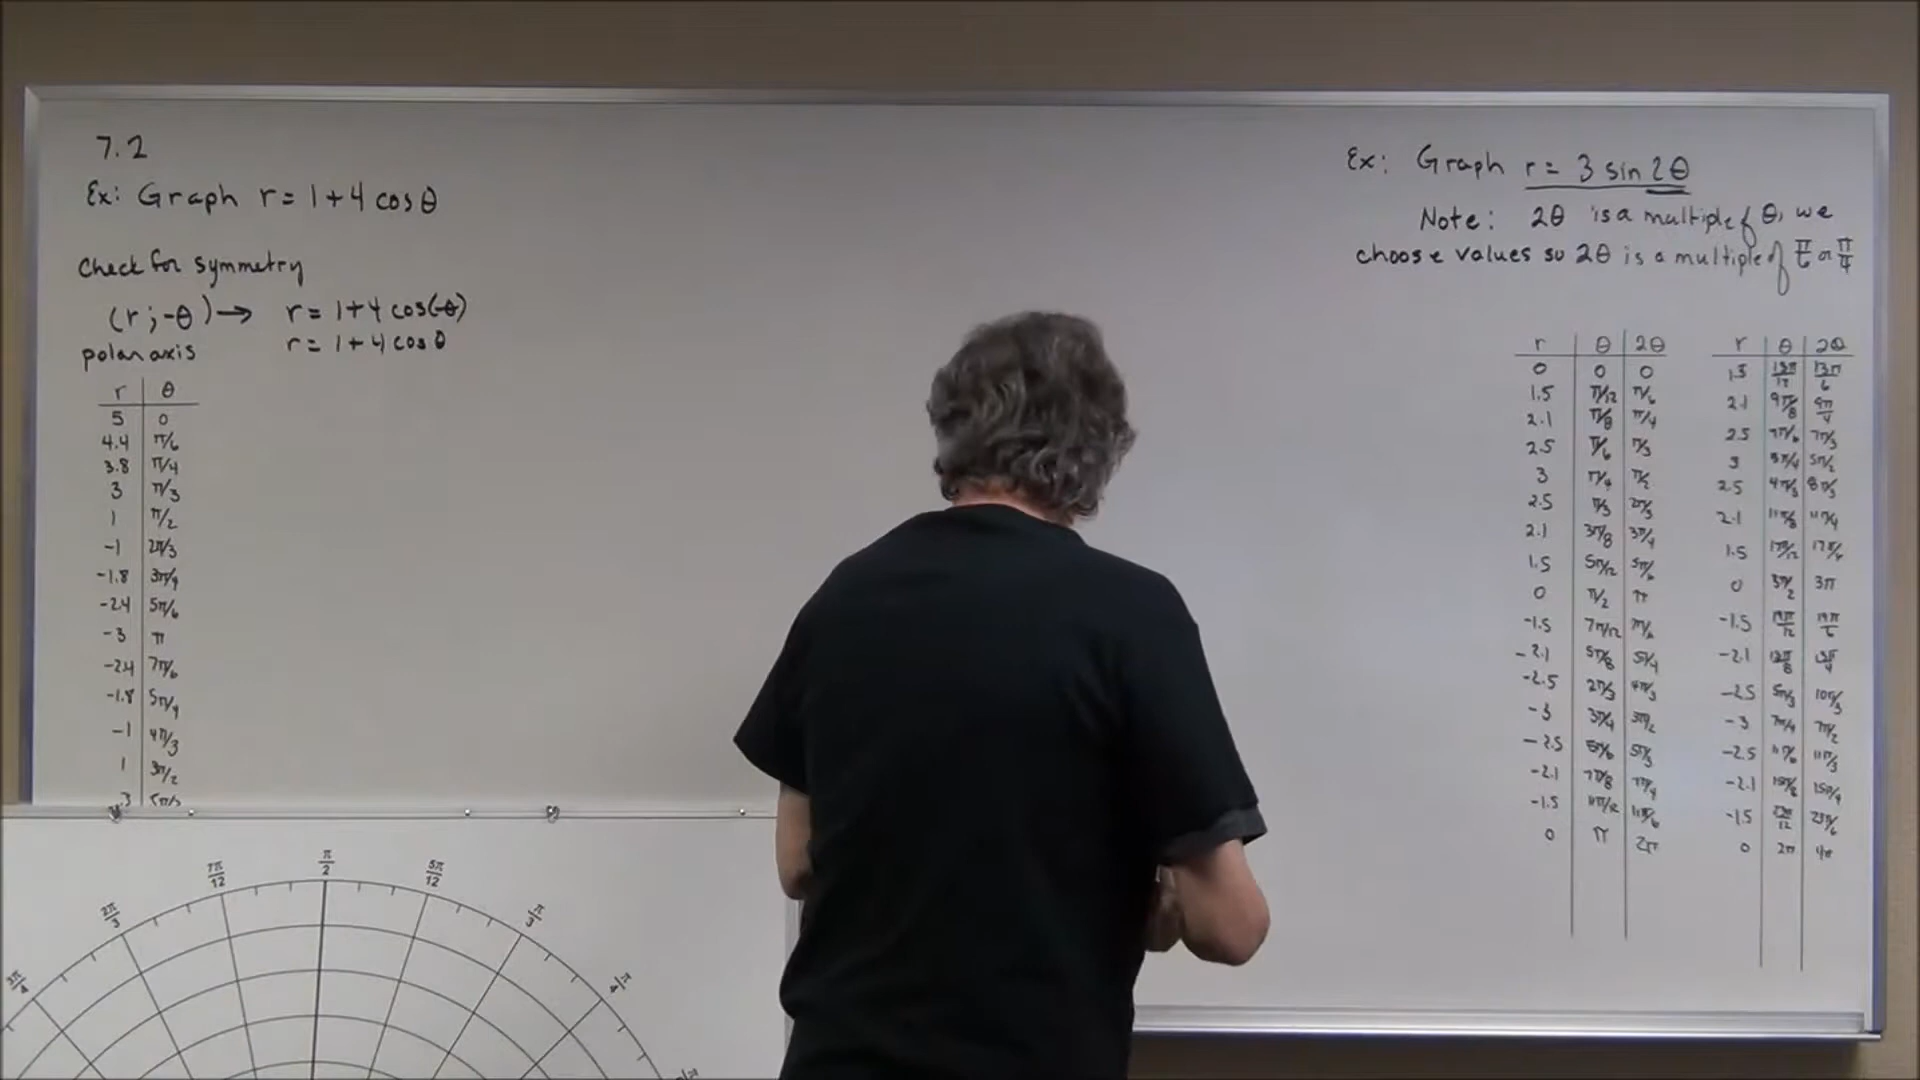 7.2
Ex: Graph r = 1 + 4 cos θ
Check for symmetry
(r; -θ) → r = 1 + 4 cos(-θ)
polar axis r = 1 + 4 cos θ
r θ
5 0
4.4 π/6
3.8 π/4
3 π/3
1 π/2
-1 2π/3
-1.8 3π/4
-2.4 5π/6
-3 π
-2.4 7π/6
-1.8 5π/4
-1 4π/3
1 3π/2
3 5π/3
3π/4
2π/3
7π/12
π/2
5π/12
π/3
π/4
Ex: Graph r = 3 sin 2θ
Note: 2θ is a multiple of θ, we
choose values so 2θ is a multiple of π/6 or π/4
r θ 2θ
0 0 0
1.5 π/12 π/6
2.1 π/8 π/4
2.5 π/6 π/3
3 π/4 π/2
2.5 π/3 2π/3
2.1 3π/8 3π/4
1.5 5π/12 5π/6
0 π/2 π
-1.5 7π/12 7π/6
-2.1 5π/8 5π/4
-2.5 2π/3 4π/3
-3 3π/4 3π/2
-2.5 5π/6 5π/3
-2.1 7π/8 7π/4
-1.5 11π/12 11π/6
0 π 2π
r θ 2θ
1.5 13π/12 13π/6
2.1 9π/8 9π/4
2.5 7π/6 7π/3
3 5π/4 5π/2
2.5 4π/3 8π/3
2.1 11π/8 11π/4
1.5 17π/12
0 3π/2 3π
-1.5 19π/12 19π/6
-2.1 13π/8 13π/4
-2.5 5π/3 10π/3
-3 7π/4 7π/2
-2.5 11π/6 11π/3
-2.1 15π/8 15π/4
-1.5 23π/12 23π/6
0 2π 4π